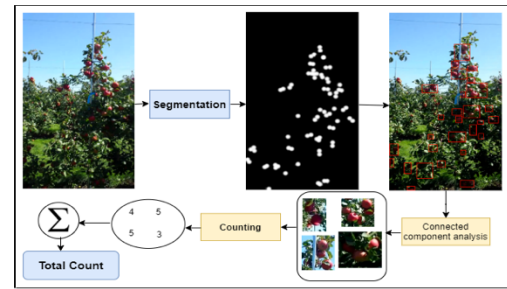 Segmentation
Connected
component analysis
Counting
4 5
5 3
Σ
Total Count